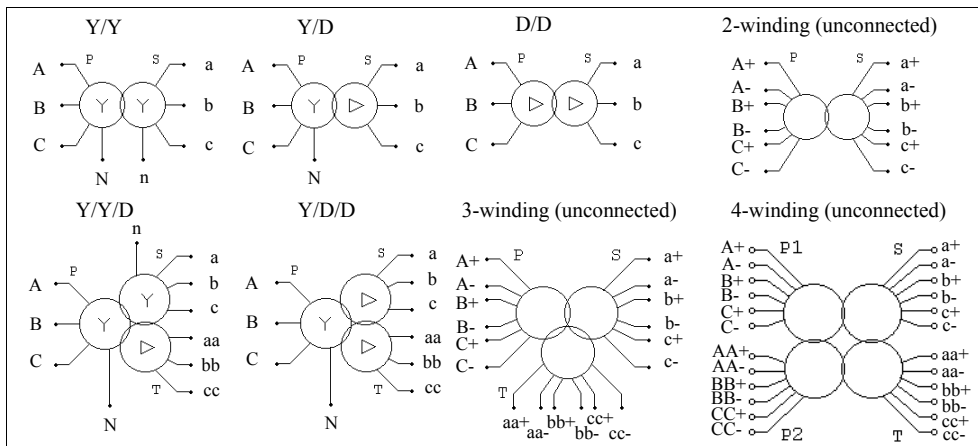 Y/Y
Y/D
D/D
2-winding (unconnected)
P S
A a
B b
C c
Y Y
N n
P S
A a
B b
C c
Y
N
P S
A a
B b
C c
P S
A+ a+
A- a-
B+ b+
B- b-
C+ c+
C- c-
Y/Y/D
Y/D/D
3-winding (unconnected)
4-winding (unconnected)
n
P S
A a
b
Y
c
B Y
aa
C bb
T cc
N
P S
A a
b
c
B Y
aa
C bb
T cc
N
P S
A+ a+
A- a-
B+ b+
B- b-
C+ c+
C- c-
T
aa+ bb+ cc+
aa- bb- cc-
P1 S
A+ a+
A- a-
B+ b+
B- b-
C+ c+
C- c-
AA+ aa+
AA- aa-
BB+ bb+
BB- bb-
CC+ cc+
CC- cc-
P2 T